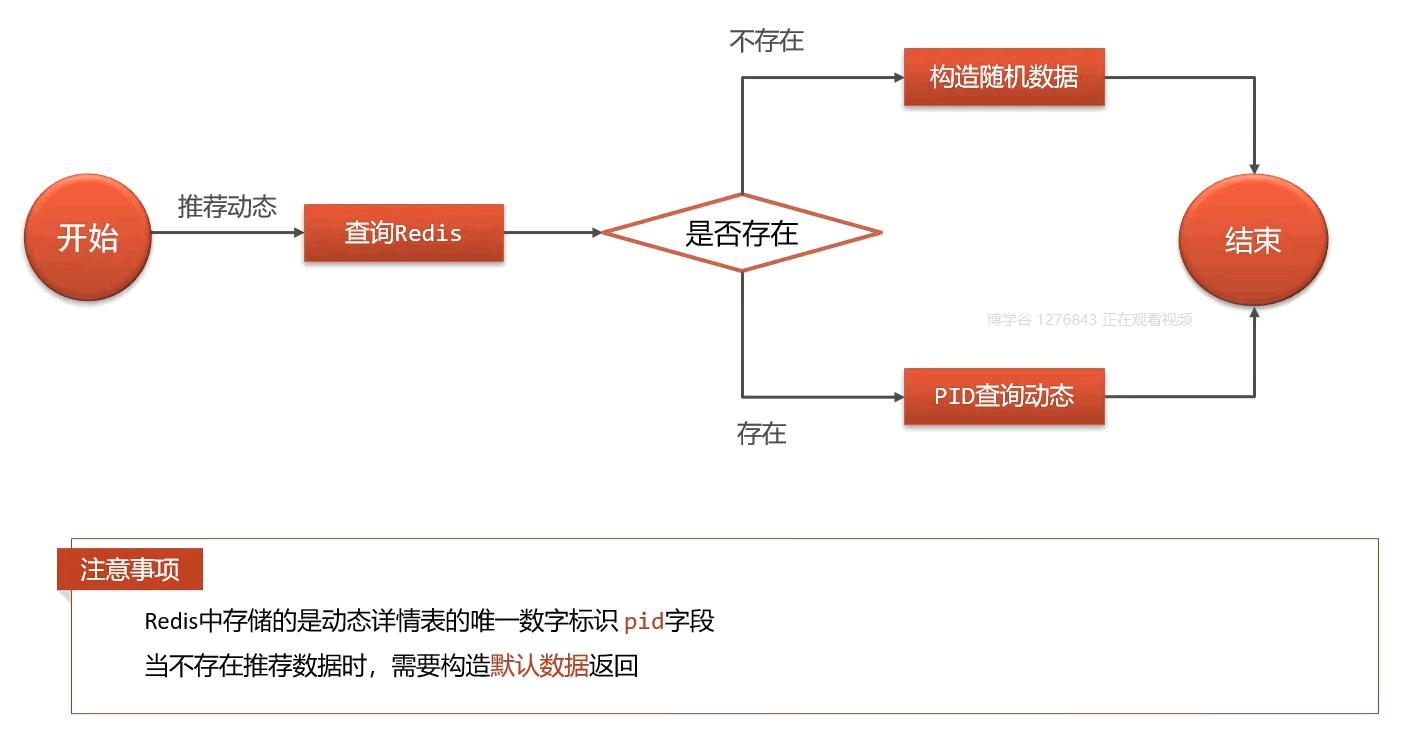 不存在
构造随机数据
推荐动态
开始
查询Redis
是否存在
结束
博学谷 1276843 正在观看视频
PID查询动态
存在
注意事项
Redis中存储的是动态详情表的唯一数字标识 pid字段
当不存在推荐数据时，需要构造默认数据返回